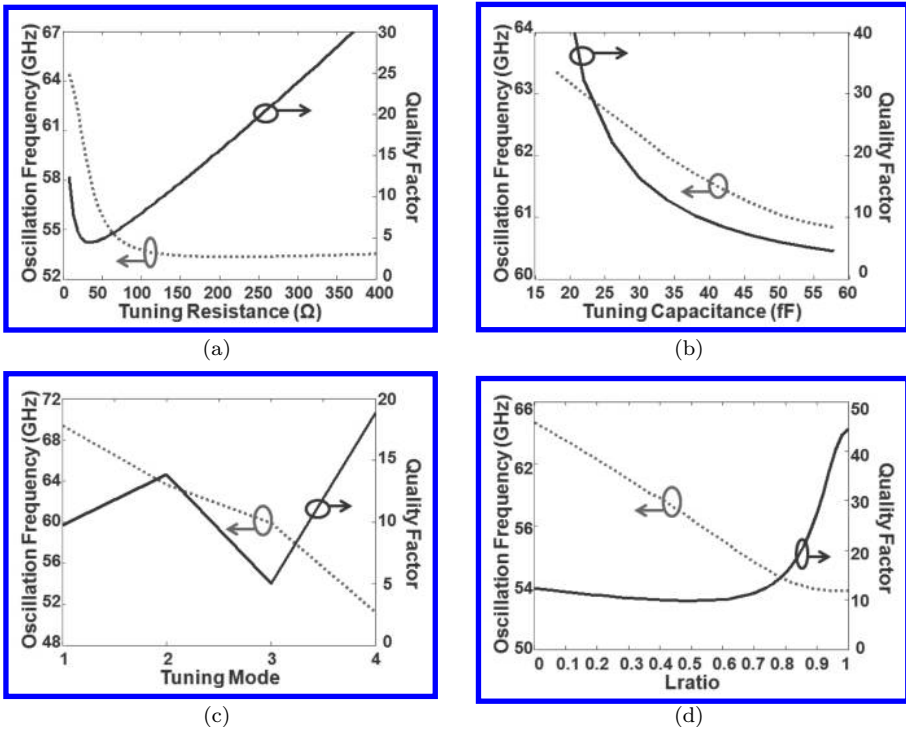 Oscillation Frequency (GHz)
67
64
61
58
55
52
30
25
20
15
10
5
0
Quality Factor
0 50 100 150 200 250 300 350 400
Tuning Resistance (Ω)
(a)
Oscillation Frequency (GHz)
64
63
62
61
60
40
30
20
10
0
Quality Factor
15 20 25 30 35 40 45 50 55 60
Tuning Capacitance (fF)
(b)
Oscillation Frequency (GHz)
72
68
64
60
56
52
48
20
15
10
5
0
Quality Factor
1 2 3 4
Tuning Mode
(c)
Oscillation Frequency (GHz)
66
62
56
54
50
50
40
30
20
10
0
Quality Factor
0 0.1 0.2 0.3 0.4 0.5 0.6 0.7 0.8 0.9 1
Lratio
(d)